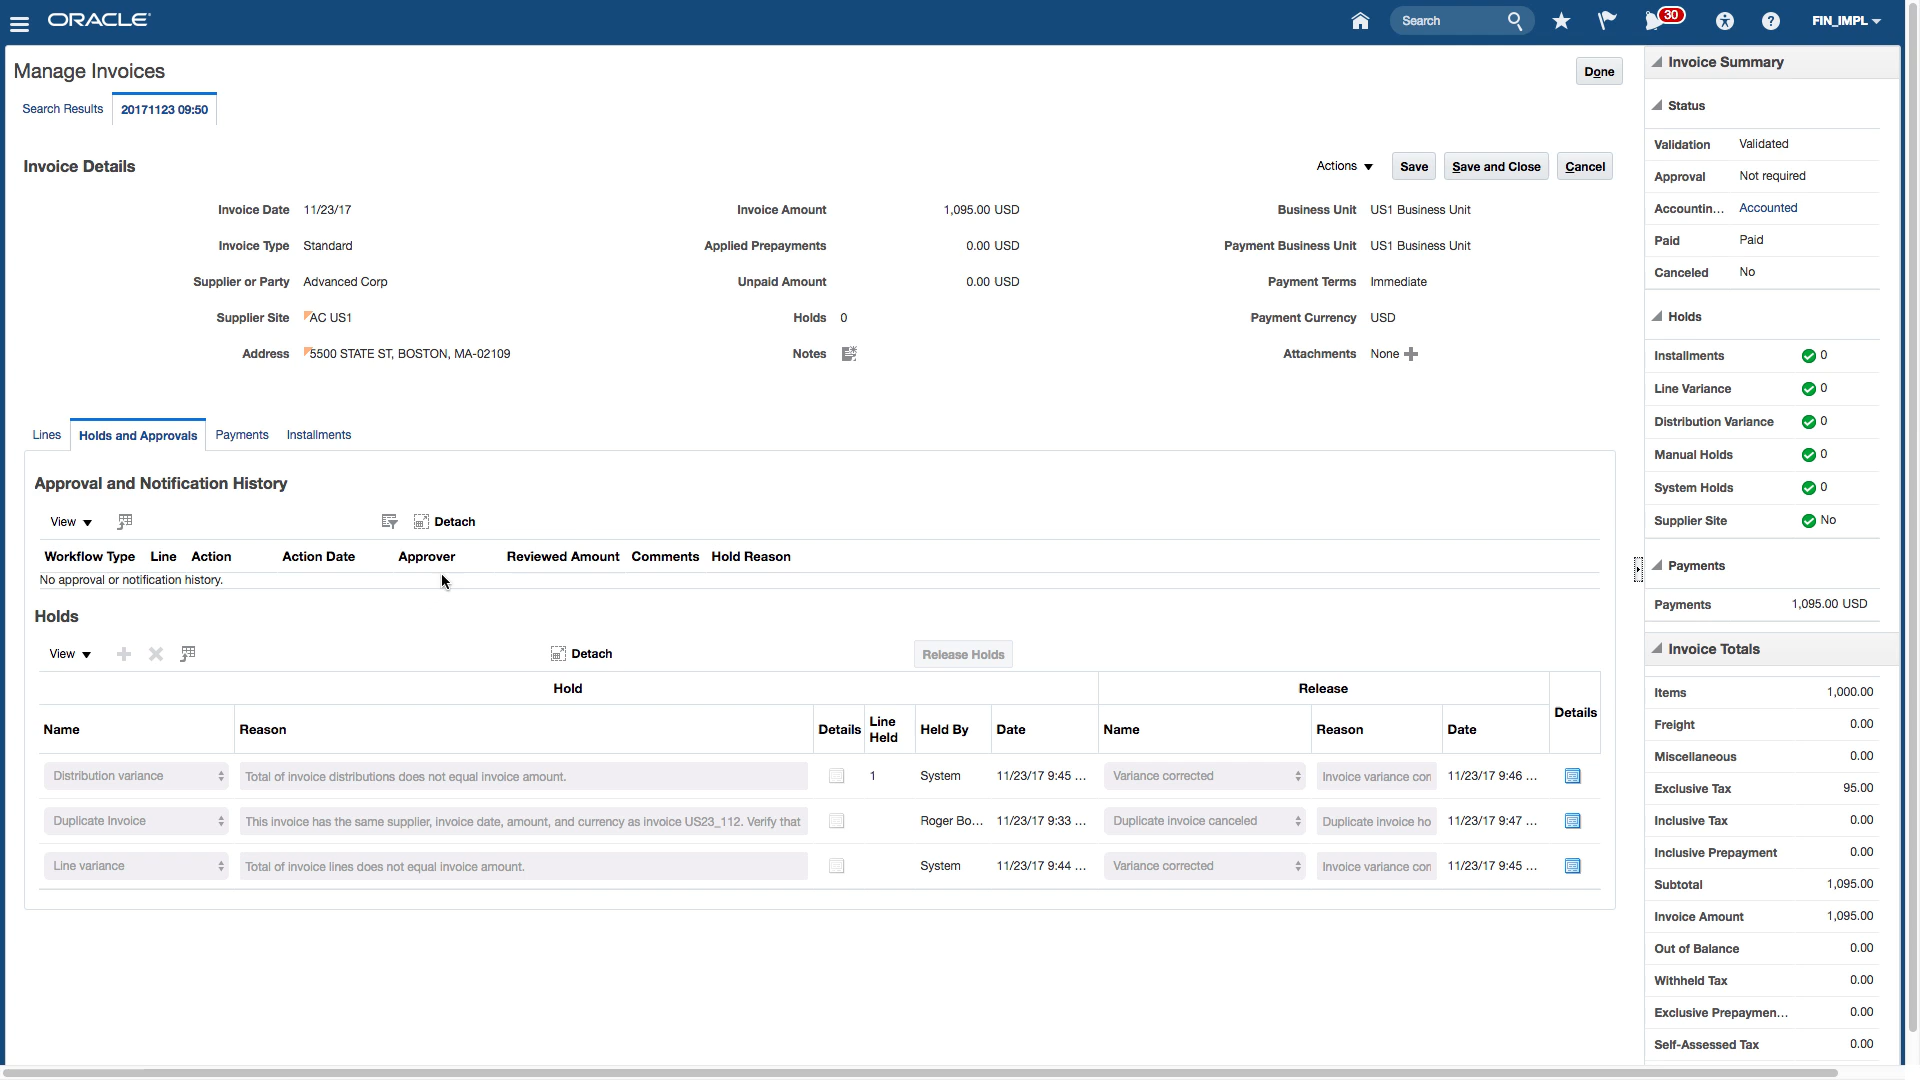 ORACLE
Search
30
FIN_IMPL
Manage Invoices
Done
Search Results
20171123 09:50
Invoice Details
Actions
Save
Save and Close
Cancel
Invoice Date 11/23/17
Invoice Amount 1,095.00 USD
Business Unit US1 Business Unit
Invoice Type Standard
Applied Prepayments 0.00 USD
Payment Business Unit US1 Business Unit
Supplier or Party Advanced Corp
Unpaid Amount 0.00 USD
Payment Terms Immediate
Supplier Site AC US1
Holds 0
Payment Currency USD
Address 5500 STATE ST, BOSTON, MA-02109
Notes
Attachments None
Lines
Holds and Approvals
Payments
Installments
Approval and Notification History
View
Detach
Workflow Type Line Action Action Date Approver Reviewed Amount Comments Hold Reason
No approval or notification history.
Holds
View
Detach
Release Holds
Hold Release
Details
Name Reason Details Line Held Held By Date Name Reason Date
Distribution variance Total of invoice distributions does not equal invoice amount. 1 System 11/23/17 9:45 ... Variance corrected Invoice variance corr 11/23/17 9:46 ...
Duplicate Invoice This invoice has the same supplier, invoice date, amount, and currency as invoice US23_112. Verify that Roger Bo... 11/23/17 9:33 ... Duplicate invoice canceled Duplicate invoice ho 11/23/17 9:47 ...
Line variance Total of invoice lines does not equal invoice amount. System 11/23/17 9:44 ... Variance corrected Invoice variance corr 11/23/17 9:45 ...
Invoice Summary
Status
Validation Validated
Approval Not required
Accountin... Accounted
Paid Paid
Canceled No
Holds
Installments 0
Line Variance 0
Distribution Variance 0
Manual Holds 0
System Holds 0
Supplier Site No
Payments
Payments 1,095.00 USD
Invoice Totals
Items 1,000.00
Freight 0.00
Miscellaneous 0.00
Exclusive Tax 95.00
Inclusive Tax 0.00
Inclusive Prepayment 0.00
Subtotal 1,095.00
Invoice Amount 1,095.00
Out of Balance 0.00
Withheld Tax 0.00
Exclusive Prepaymen... 0.00
Self-Assessed Tax 0.00